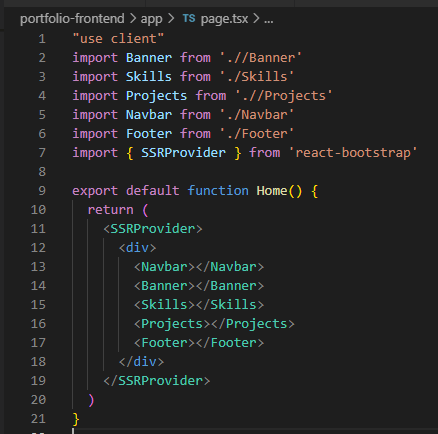 portfolio-frontend > app > TS page.tsx > ...
1 "use client"
2 import Banner from './/Banner'
3 import Skills from './Skills'
4 import Projects from './/Projects'
5 import Navbar from './Navbar'
6 import Footer from './Footer'
7 import { SSRProvider } from 'react-bootstrap'
8
9 export default function Home() {
10   return (
11     <SSRProvider>
12       <div>
13         <Navbar></Navbar>
14         <Banner></Banner>
15         <Skills></Skills>
16         <Projects></Projects>
17         <Footer></Footer>
18       </div>
19     </SSRProvider>
20   )
21 }